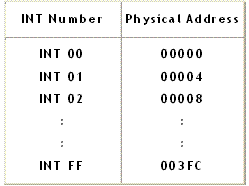 INT Number Physical Address
INT 00 00000
INT 01 00004
INT 02 00008
: :
: :
INT FF 003FC